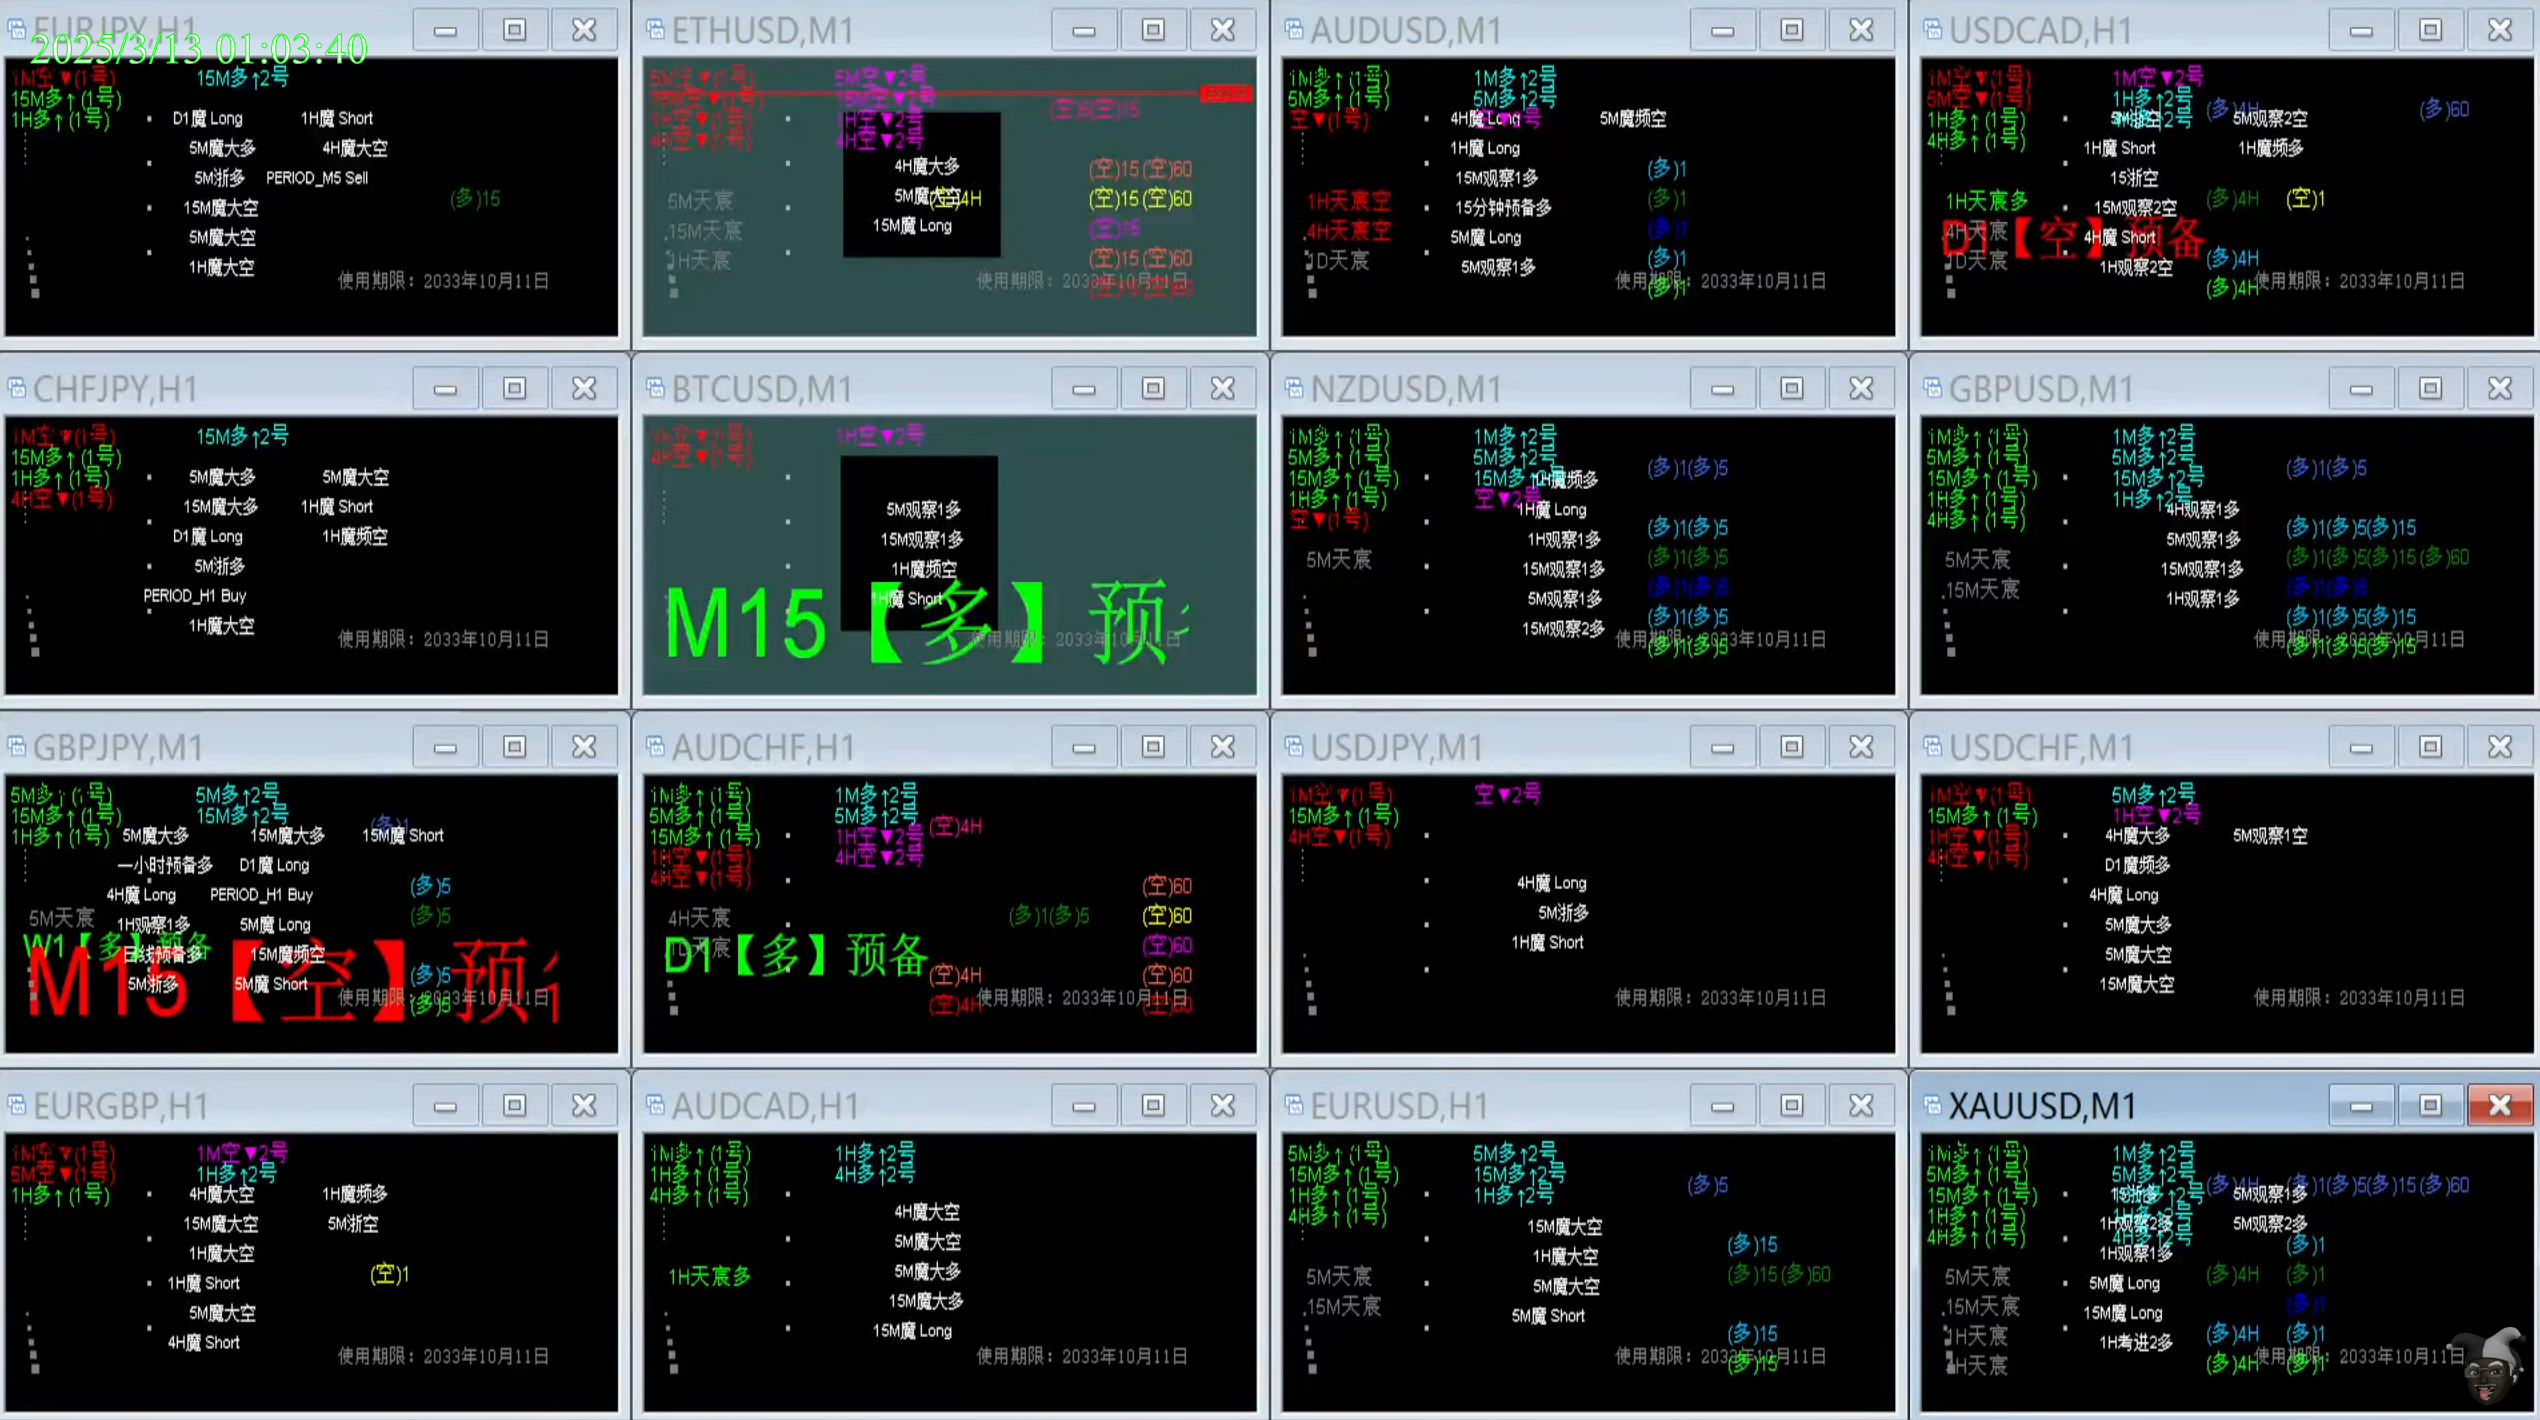 EURJPY,H1
2025/3/13 01:03:40
1M空▼(1号)
15M多↑2号
15M多↑(1号)
1H多↑(1号)
D1魔 Long
1H魔 Short
5M魔大多
4H魔大空
5M浙多
PERIOD_M5 Sell
(多)15
15M魔大空
5M魔大空
1H魔大空
使用期限：2033年10月11日
ETHUSD,M1
5M空▼(1号)
5M空▼2号
15M空▼(1号)
15M空▼2号
1H空▼(1号)
1H空▼2号
4H空▼(1号)
4H空▼2号
4H魔大多
(空)15(空)60
5M天宸
5M魔大空
(空)15(空)60
15M魔 Long
(空)15
.15M天宸
1H天宸
(空)15(空)60
AUDUSD,M1
1M多↑(1号)
1M多↑2号
5M多↑(1号)
5M多↑2号
空▼(1号)
4H魔 Long
5M魔频空
1H魔 Long
15M观察1多
(多)1
1H天宸空
15分钟预备多
(多)1
4H天宸空
5M魔 Long
(多)1
1D天宸
5M观察1多
(多)1
使用期限：2033年10月11日
USDCAD,H1
1M空▼(1号)
1M空▼2号
5M空▼(1号)
1H多↑2号
(多)4H
(多)60
1H多↑(1号)
5M观察2空
4H多↑(1号)
1H魔 Short
1H魔频多
15浙空
1H天宸多
15M观察2空
(多)4H
(空)1
D1【空】预备
4H天宸
4H魔 Short
1D天宸
1H观察2空
(多)4H
(多)4H
使用期限：2033年10月11日
CHFJPY,H1
1M空▼(1号)
15M多↑2号
15M多↑(1号)
1H多↑(1号)
4H空▼(1号)
5M魔大多
5M魔大空
15M魔大多
1H魔 Short
D1魔 Long
1H魔频空
5M浙多
PERIOD_H1 Buy
1H魔大空
使用期限：2033年10月11日
BTCUSD,M1
1M空▼(1号)
1H空▼2号
4H空▼(1号)
5M观察1多
15M观察1多
1H魔频空
1H魔 Short
M15【多】预
使用期限：2033年10月11日
NZDUSD,M1
1M多↑(1号)
1M多↑2号
5M多↑(1号)
5M多↑2号
(多)1(多)5
15M多↑(1号)
15M多↑2号
1H多↑(1号)
空▼2号
1H魔 Long
空▼(1号)
(多)1(多)5
1H观察1多
5M天宸
(多)1(多)5
15M观察1多
(多)1(多)5
5M观察1多
(多)1(多)5
15M观察2多
(多)1(多)5
使用期限：2033年10月11日
GBPUSD,M1
1M多↑(1号)
1M多↑2号
5M多↑(1号)
5M多↑2号
(多)1(多)5
15M多↑(1号)
15M多↑2号
1H多↑(1号)
1H多↑2号
4H观察1多
4H多↑(1号)
(多)1(多)5(多)15
5M观察1多
5M天宸
(多)1(多)5(多)15(多)60
15M观察1多
.15M天宸
(多)1(多)5
1H观察1多
(多)1(多)5(多)15
(多)1(多)5(多)15
使用期限：2033年10月11日
GBPJPY,M1
5M多↑(1号)
5M多↑2号
15M多↑(1号)
15M多↑2号
(多)1
1H多↑(1号)
5M魔大多
15M魔大多
15M魔 Short
一小时预备多
D1魔 Long
(多)5
4H魔 Long
PERIOD_H1 Buy
5M天宸
(多)5
1H观察1多
5M魔 Long
W1【多】预备
日线预备多
15M魔频空
M15【空】预
(多)5
5M浙多
5M魔 Short
(多)5
使用期限：2033年10月11日
AUDCHF,H1
1M多↑(1号)
1M多↑2号
5M多↑(1号)
5M多↑2号
15M多↑(1号)
1H空▼2号
(空)4H
1H空▼(1号)
4H空▼2号
4H空▼(1号)
(空)60
4H天宸
(多)1(多)5
(空)60
D1【多】预备
1D天宸
(空)60
(空)4H
(空)60
(空)4H
(空)60
使用期限：2033年10月11日
USDJPY,M1
1M空▼(1号)
空▼2号
15M多↑(1号)
4H空▼(1号)
4H魔 Long
5M浙多
1H魔 Short
使用期限：2033年10月11日
USDCHF,M1
1M空▼(1号)
5M多↑2号
15M多↑(1号)
1H空▼2号
1H空▼(1号)
4H魔大多
5M观察1空
4H空▼(1号)
D1魔频多
4H魔 Long
5M魔大多
5M魔大空
15M魔大空
使用期限：2033年10月11日
EURGBP,H1
1M空▼(1号)
1M空▼2号
5M空▼(1号)
1H多↑2号
1H多↑(1号)
4H魔大空
1H魔频多
15M魔大空
5M浙空
1H魔大空
1H魔 Short
(空)1
5M魔大空
4H魔 Short
使用期限：2033年10月11日
AUDCAD,H1
1M多↑(1号)
1H多↑2号
1H多↑(1号)
4H多↑2号
4H多↑(1号)
4H魔大空
5M魔大空
1H天宸多
5M魔大多
15M魔大多
15M魔 Long
使用期限：2033年10月11日
EURUSD,H1
5M多↑(1号)
5M多↑2号
15M多↑(1号)
15M多↑2号
(多)5
1H多↑(1号)
1H多↑2号
4H多↑(1号)
15M魔大空
(多)15
1H魔大空
5M天宸
(多)15(多)60
5M魔大空
.15M天宸
5M魔 Short
(多)15
(多)15
使用期限：2033年10月11日
XAUUSD,M1
1M多↑(1号)
1M多↑2号
5M多↑(1号)
5M多↑2号
(多)4H
(多)1(多)5(多)15(多)60
15M多↑(1号)
5M观察1多
1H多↑(1号)
1H观察2多
5M观察2多
4H多↑(1号)
4H多↑2号
(多)1
1H观察1多
5M天宸
5M魔 Long
(多)4H
(多)1
.15M天宸
15M魔 Long
(多)1
1H天宸
1H考进2多
(多)4H
(多)1
4H天宸
(多)4H
(多)1
使用期限：2033年10月11日